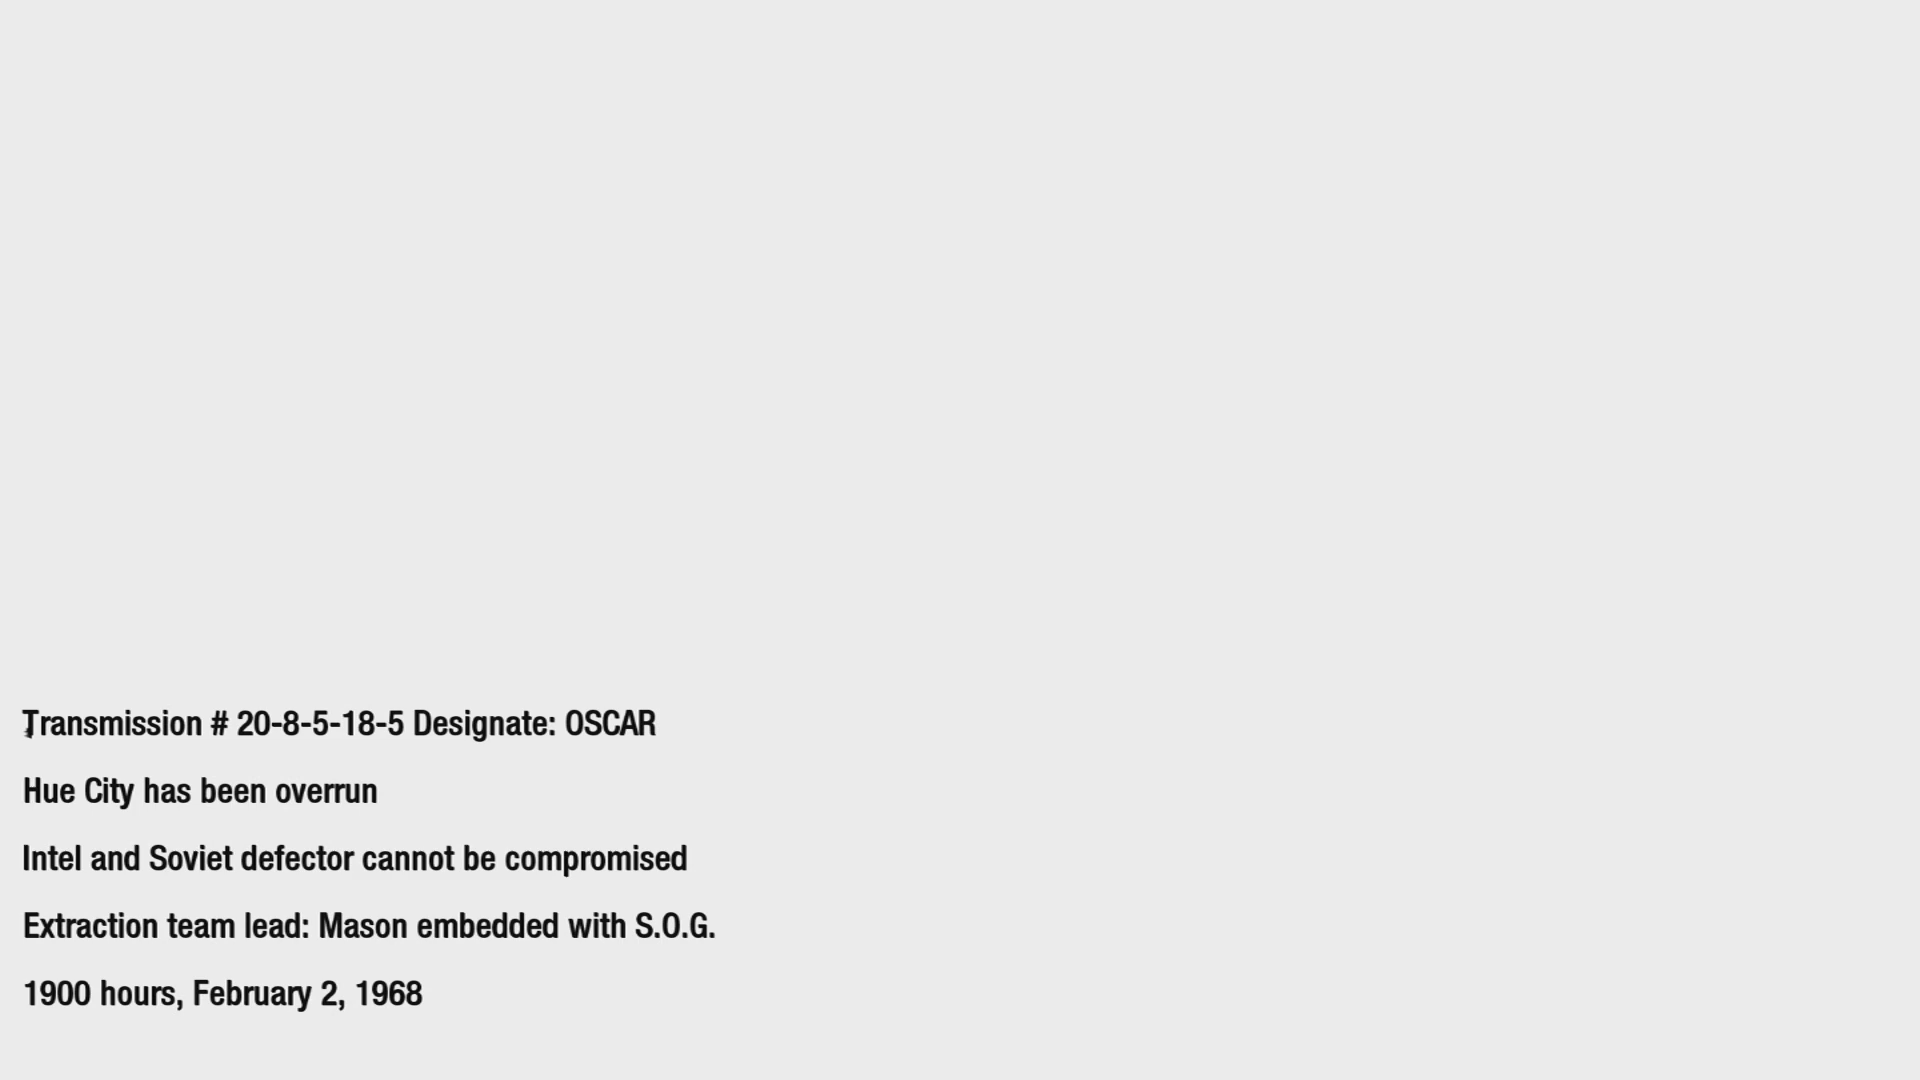 Transmission # 20-8-5-18-5 Designate: OSCAR
Hue City has been overrun
Intel and Soviet defector cannot be compromised
Extraction team lead: Mason embedded with S.O.G.
1900 hours, February 2, 1968